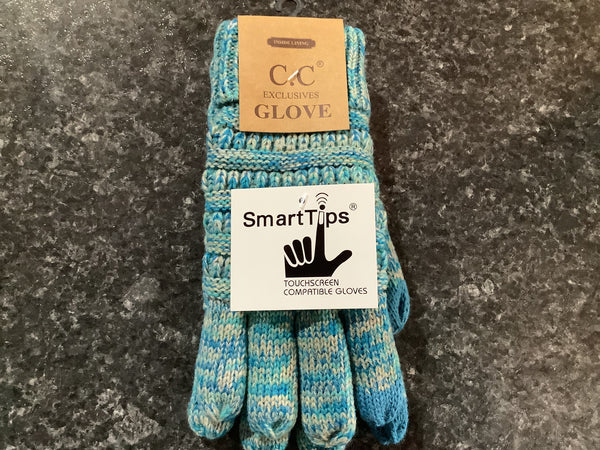 INSIDE LINING
C.C®
EXCLUSIVES
GLOVE
SmartTips®
TOUCHSCREEN
COMPATIBLE GLOVES